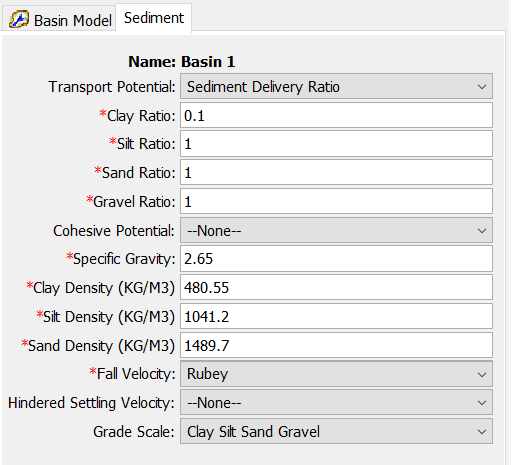 Basin Model Sediment
Name: Basin 1
Transport Potential: Sediment Delivery Ratio
*Clay Ratio: 0.1
*Silt Ratio: 1
*Sand Ratio: 1
*Gravel Ratio: 1
Cohesive Potential: --None--
*Specific Gravity: 2.65
*Clay Density (KG/M3) 480.55
*Silt Density (KG/M3) 1041.2
*Sand Density (KG/M3) 1489.7
*Fall Velocity: Rubey
Hindered Settling Velocity: --None--
Grade Scale: Clay Silt Sand Gravel